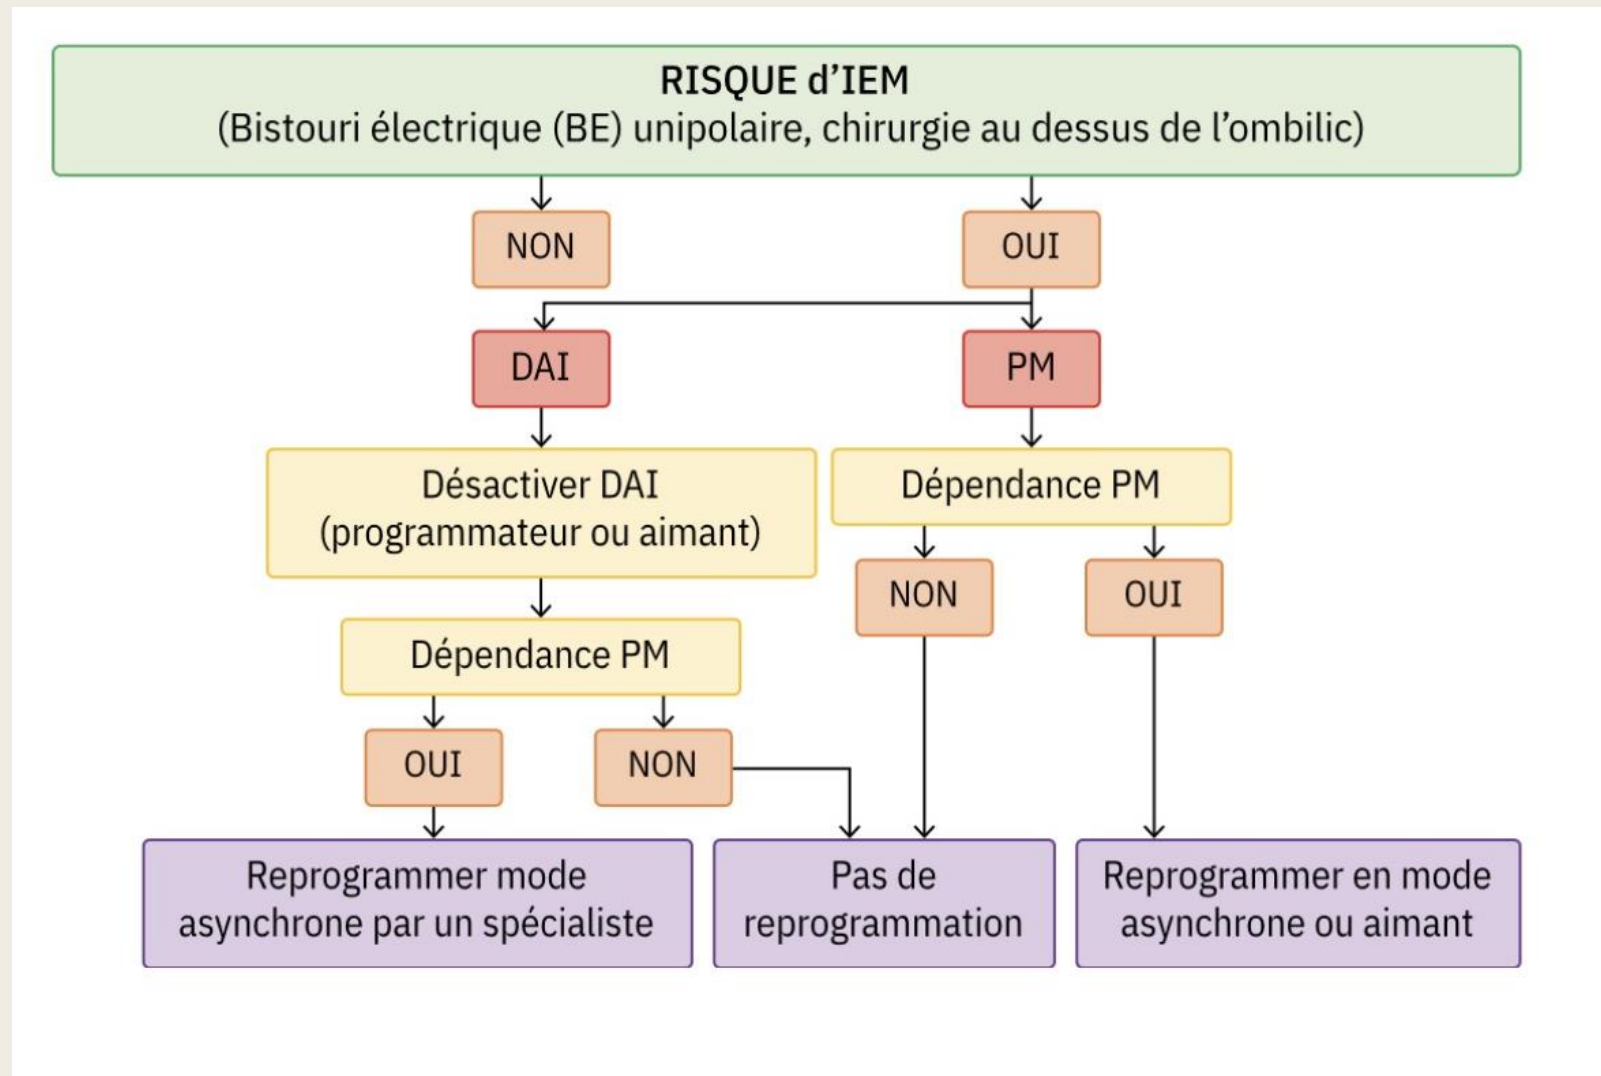 RISQUE d’IEM
(Bistouri électrique (BE) unipolaire, chirurgie au dessus de l’ombilic)
NON
OUI
DAI
PM
Désactiver DAI
(programmateur ou aimant)
Dépendance PM
NON
OUI
Dépendance PM
OUI
NON
Reprogrammer mode
asynchrone par un spécialiste
Pas de
reprogrammation
Reprogrammer en mode
asynchrone ou aimant